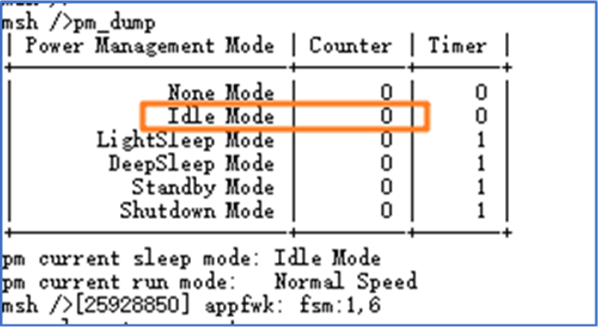 msh />pm_dump
| Power Management Mode | Counter | Timer |
+-----------------------+---------+-------+
| None Mode | 0 | 0
| Idle Mode | 0 | 0
| LightSleep Mode | 0 | 1
| DeepSleep Mode | 0 | 1
| Standby Mode | 0 | 1
| Shutdown Mode | 0 | 1
+-----------------------+---------+-------+
pm current sleep mode: Idle Mode
pm current run mode:   Normal Speed
msh />[25928850] appfwk: fsm:1,6